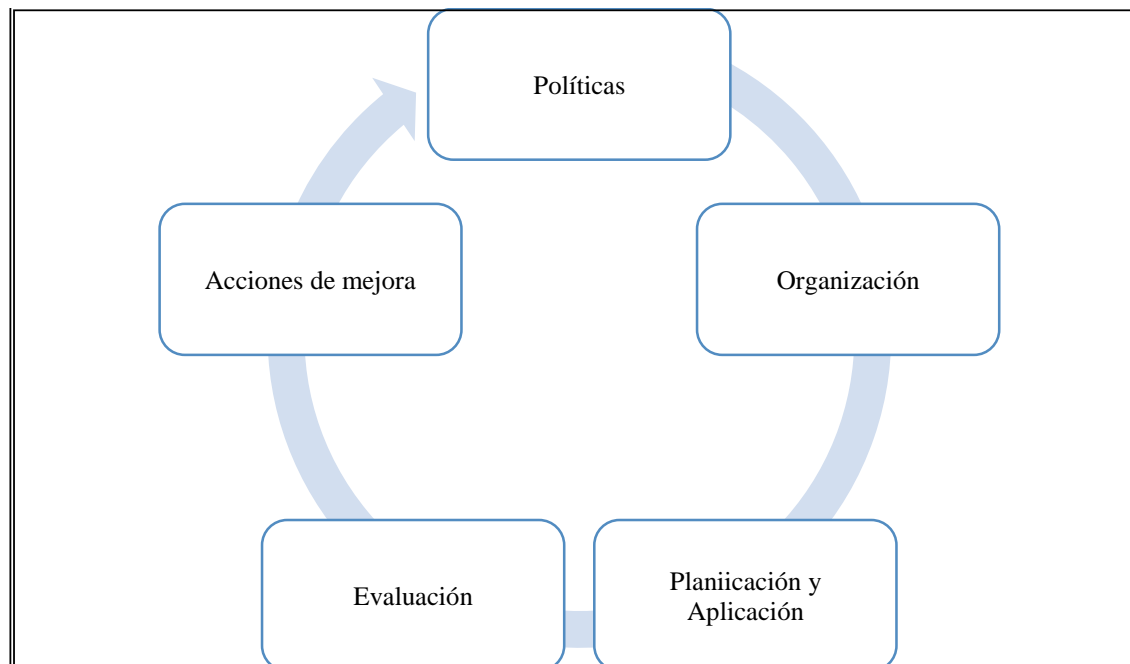 Políticas
Organización
Planiicación y
Aplicación
Evaluación
Acciones de mejora